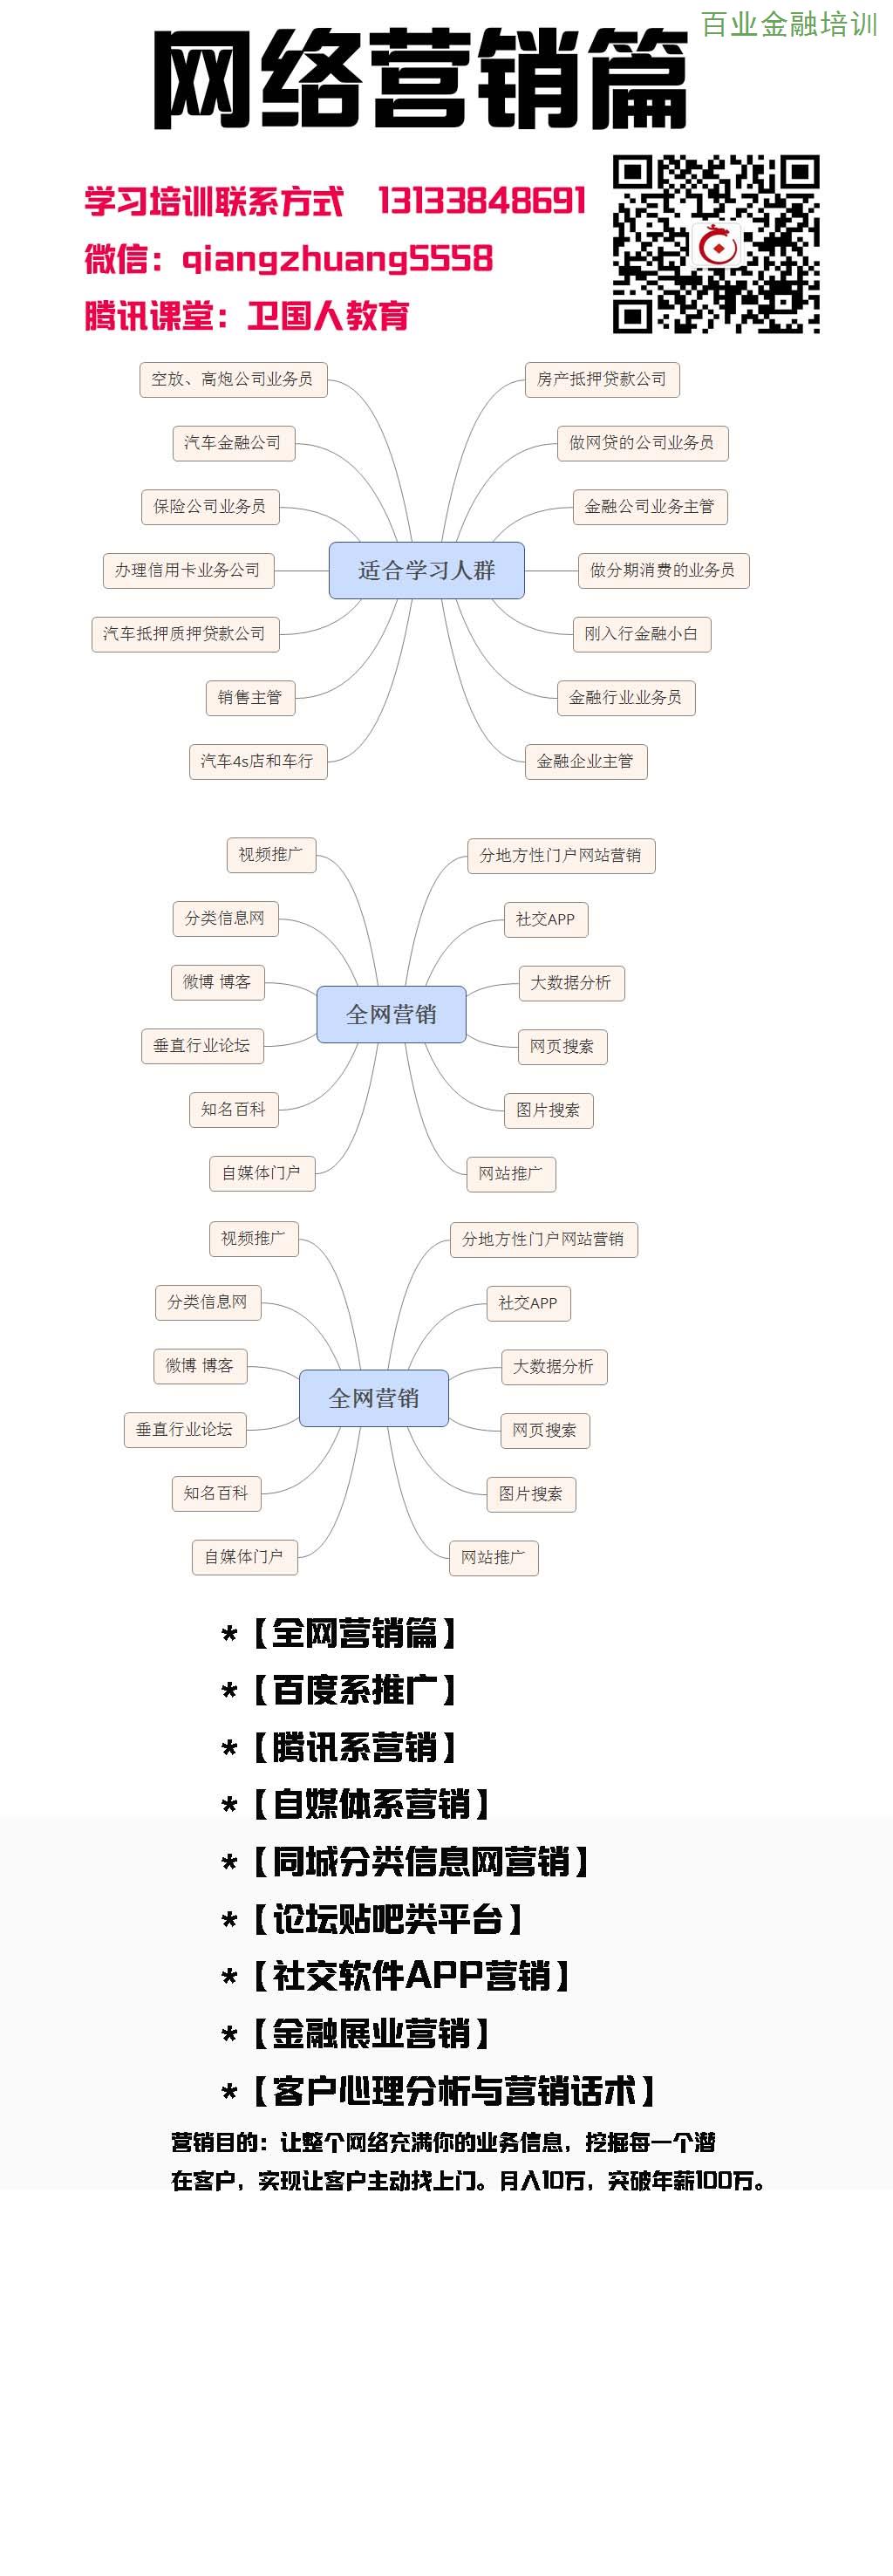 百业金融培训
网络营销篇
学习培训联系方式 13133848691
微信：qiangzhuang5558
腾讯课堂：卫国人教育
空放、高炮公司业务员
房产抵押贷款公司
汽车金融公司
做网贷的公司业务员
保险公司业务员
金融公司业务主管
办理信用卡业务公司
适合学习人群
做分期消费的业务员
汽车抵押质押贷款公司
刚入行金融小白
销售主管
金融行业业务员
汽车4s店和车行
金融企业主管
视频推广
分地方性门户网站营销
分类信息网
社交APP
微博 博客
大数据分析
全网营销
垂直行业论坛
网页搜索
知名百科
图片搜索
自媒体门户
网站推广
视频推广
分地方性门户网站营销
分类信息网
社交APP
微博 博客
大数据分析
全网营销
垂直行业论坛
网页搜索
知名百科
图片搜索
自媒体门户
网站推广
*【全网营销篇】
*【百度系推广】
*【腾讯系营销】
*【自媒体系营销】
*【同城分类信息网营销】
*【论坛贴吧类平台】
*【社交软件APP营销】
*【金融展业营销】
*【客户心理分析与营销话术】
营销目的：让整个网络充满你的业务信息，挖掘每一个潜
在客户，实现让客户主动找上门。月入10万，突破年薪100万。